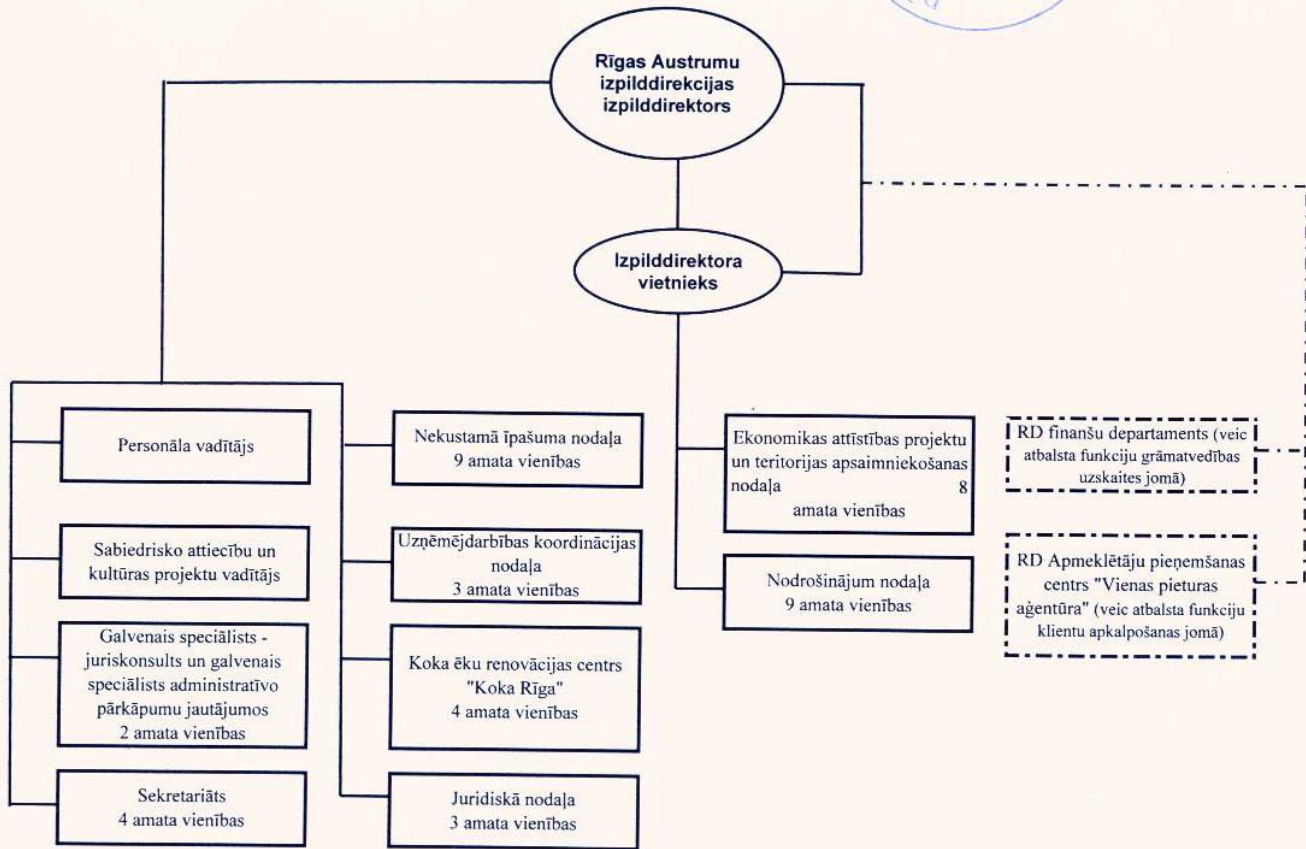 Rīgas Austrumu
izpilddirekcijas
izpilddirektors
Izpilddirektora
vietnieks
Personāla vadītājs
Sabiedrisko attiecību un
kultūras projektu vadītājs
Galvenais speciālists -
juriskonsults un galvenais
speciālists administratīvo
pārkāpumu jautājumos
2 amata vienības
Sekretariāts
4 amata vienības
Nekustamā īpašuma nodaļa
9 amata vienības
Uzņēmējdarbības koordinācijas
nodaļa
3 amata vienības
Koka ēku renovācijas centrs
"Koka Rīga"
4 amata vienības
Juridiskā nodaļa
3 amata vienības
Ekonomikas attīstības projektu
un teritorijas apsaimniekošanas
nodaļa 8
amata vienības
Nodrošinājum nodaļa
9 amata vienības
RD finanšu departaments (veic
atbalsta funkciju grāmatvedības
uzskaites jomā)
RD Apmeklētāju pieņemšanas
centrs "Vienas pieturas
aģentūra" (veic atbalsta funkciju
klientu apkalpošanas jomā)